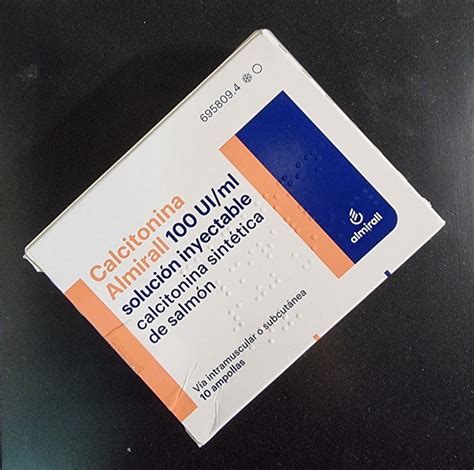 695809.4
Calcitonina
Almirall 100 UI/ml
solución inyectable
calcitonina sintética
de salmón
almirall
Vía intramuscular o subcutánea
10 ampollas